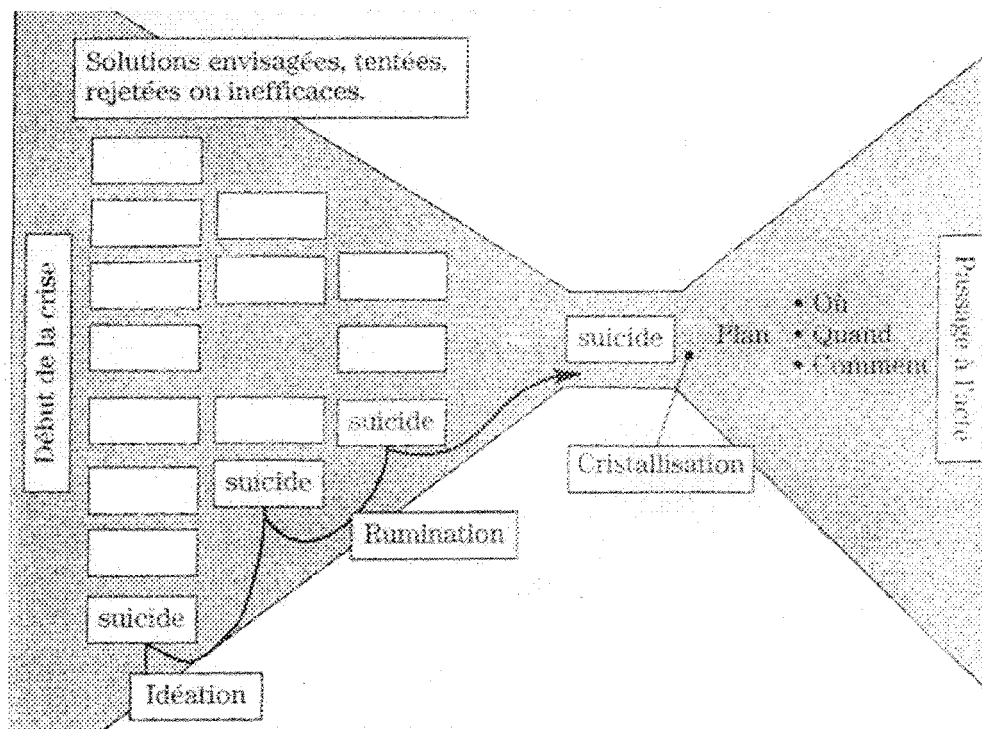 Solutions envisagées, tentées,
rejetées ou inefficaces.
Début de la crise
suicide
Idéation
suicide
Rumination
suicide
suicide
Cristallisation
Plan
• Où
• Quand
• Comment
Passage à l'acte